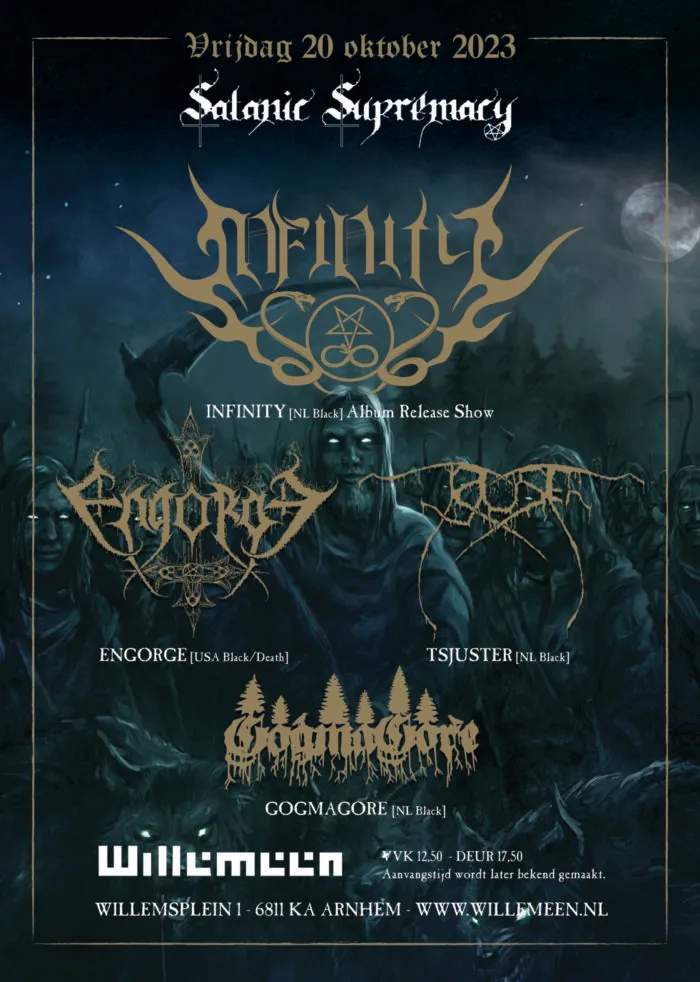 Vrijdag 20 oktober 2023
Satanic Supremacy
INFINITY
INFINITY [NL Black] Album Release Show
ENGORGE
TSJUSTER
ENGORGE [USA Black/Death]
TSJUSTER [NL Black]
GogmaGore
GOGMAGORE [NL Black]
Willemeen
VVK 12,50 - DEUR 17,50
Aanvangstijd wordt later bekend gemaakt.
WILLEMSPLEIN 1 - 6811 KA ARNHEM - WWW.WILLEMEEN.NL